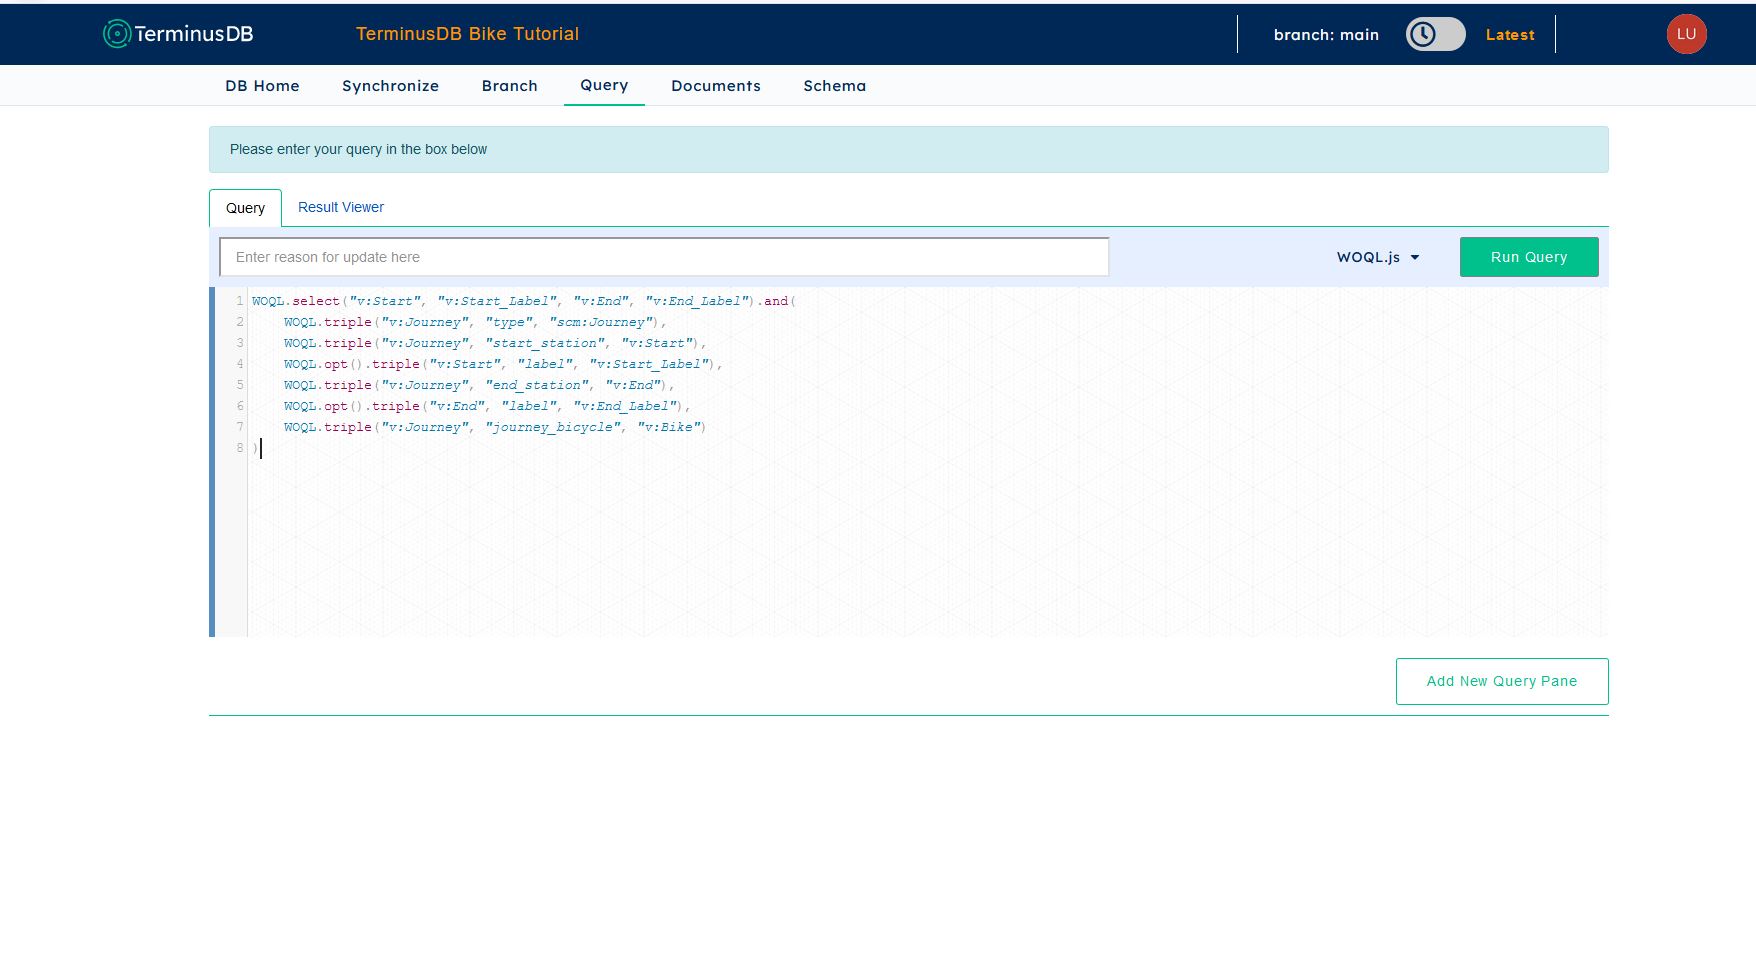 TerminusDB TerminusDB Bike Tutorial branch: main Latest LU
DB Home Synchronize Branch Query Documents Schema
Please enter your query in the box below
Query Result Viewer
Enter reason for update here WOQL.js Run Query
1 WOQL.select("v:Start", "v:Start_Label", "v:End", "v:End_Label").and(
2 WOQL.triple("v:Journey", "type", "scm:Journey"),
3 WOQL.triple("v:Journey", "start_station", "v:Start"),
4 WOQL.opt().triple("v:Start", "label", "v:Start_Label"),
5 WOQL.triple("v:Journey", "end_station", "v:End"),
6 WOQL.opt().triple("v:End", "label", "v:End_Label"),
7 WOQL.triple("v:Journey", "journey_bicycle", "v:Bike")
8 )
Add New Query Pane